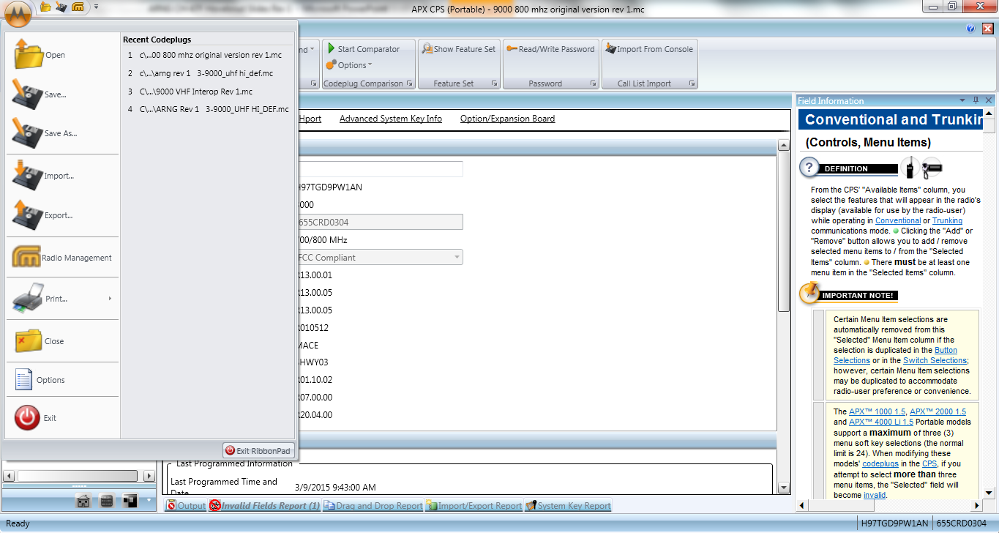 APX CPS (Portable) - 9000 800 mhz original version rev 1.mc
Open
Save...
Save As...
Import...
Export...
Radio Management
Print...
Close
Options
Exit
Recent Codeplugs
1 c\...00 800 mhz original version rev 1.mc
2 c\...\arng rev 1 3-9000_uhf hi_def.mc
3 C\...\9000 VHF Interop Rev 1.mc
4 C\...\ARNG Rev 1 3-9000_UHF HI_DEF.mc
Exit RibbonPad
nd
Start Comparator
Options
Codeplug Comparison
Show Feature Set
Feature Set
Read/Write Password
Password
Import From Console
Call List Import
Hport
Advanced System Key Info
Option/Expansion Board
H97TGD9PW1AN
655CRD0304
700/800 MHz
FCC Compliant
R13.00.01
R13.00.05
R13.00.05
R010512
MACE
HWY03
R01.10.02
R07.00.00
R20.04.00
Last Programmed Information
Last Programmed Time and
Date
3/9/2015 9:43:00 AM
Output
Invalid Fields Report (1)
Drag and Drop Report
Import/Export Report
System Key Report
Field Information
Conventional and Trunkin
(Controls, Menu Items)
DEFINITION
From the CPS' "Available Items" column, you
select the features that will appear in the radio's
display (available for use by the radio-user)
while operating in Conventional or Trunking
communications mode. Clicking the "Add" or
"Remove" button allows you to add / remove
selected menu items to / from the "Selected
Items" column. There must be at least one
menu item in the "Selected Items" column.
IMPORTANT NOTE!
Certain Menu Item selections are
automatically removed from this
"Selected" Menu Item column if the
selection is duplicated in the Button
Selections or in the Switch Selections;
however, certain Menu Item selections
may be duplicated to accommodate
radio-user preference or convenience.
The APX™ 1000 1.5, APX™ 2000 1.5
and APX™ 4000 Li 1.5 Portable models
support a maximum of three (3)
menu soft key selections (the normal
limit is 24). When modifying these
models' codeplugs in the CPS, if you
attempt to select more than three
menu items, the "Selected" field will
become invalid.
Ready
H97TGD9PW1AN
655CRD0304